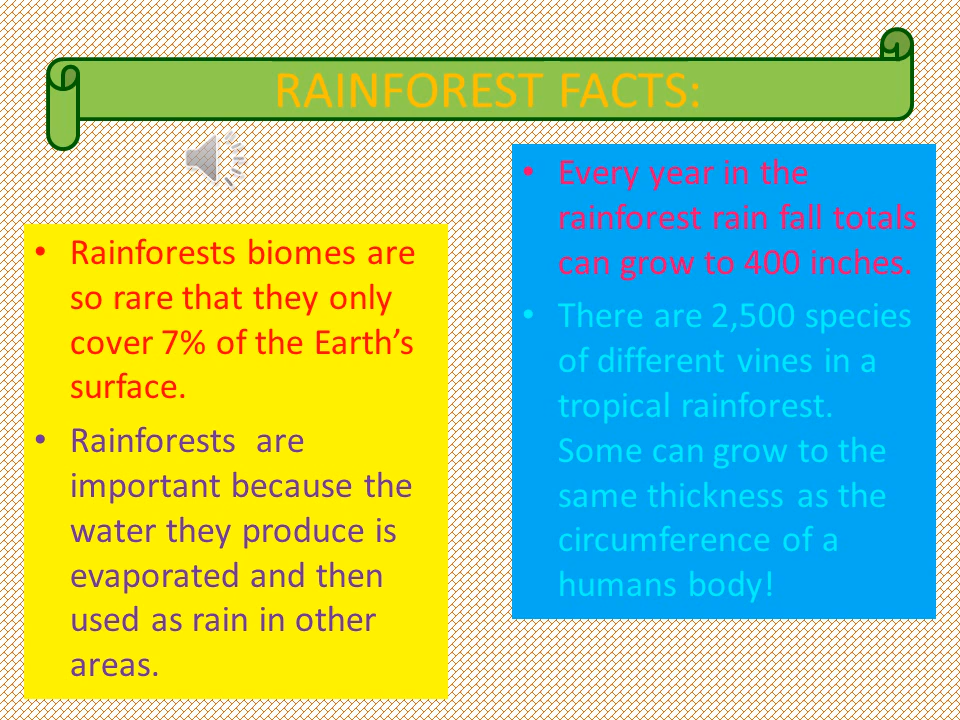 RAINFOREST FACTS:
• Rainforests biomes are
so rare that they only
cover 7% of the Earth’s
surface.
• Rainforests are
important because the
water they produce is
evaporated and then
used as rain in other
areas.
• Every year in the
rainforest rain fall totals
can grow to 400 inches.
• There are 2,500 species
of different vines in a
tropical rainforest.
Some can grow to the
same thickness as the
circumference of a
humans body!